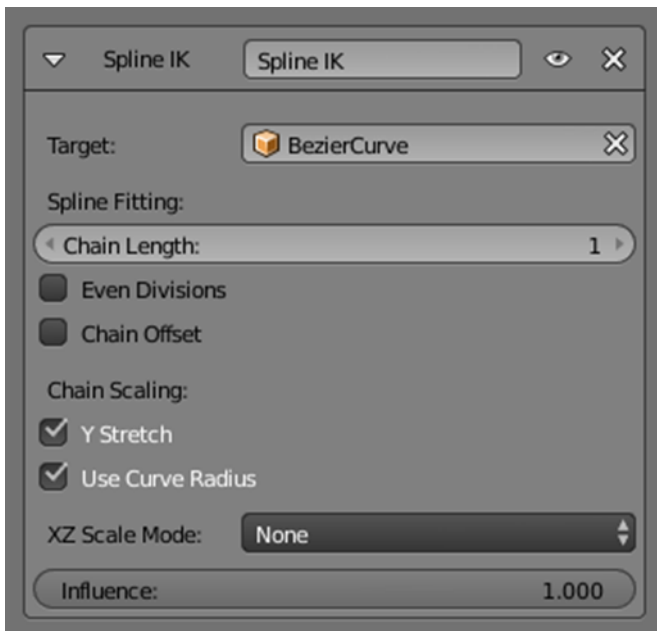 Spline IK Spline IK
Target: BezierCurve
Spline Fitting:
Chain Length: 1
Even Divisions
Chain Offset
Chain Scaling:
Y Stretch
Use Curve Radius
XZ Scale Mode: None
Influence: 1.000